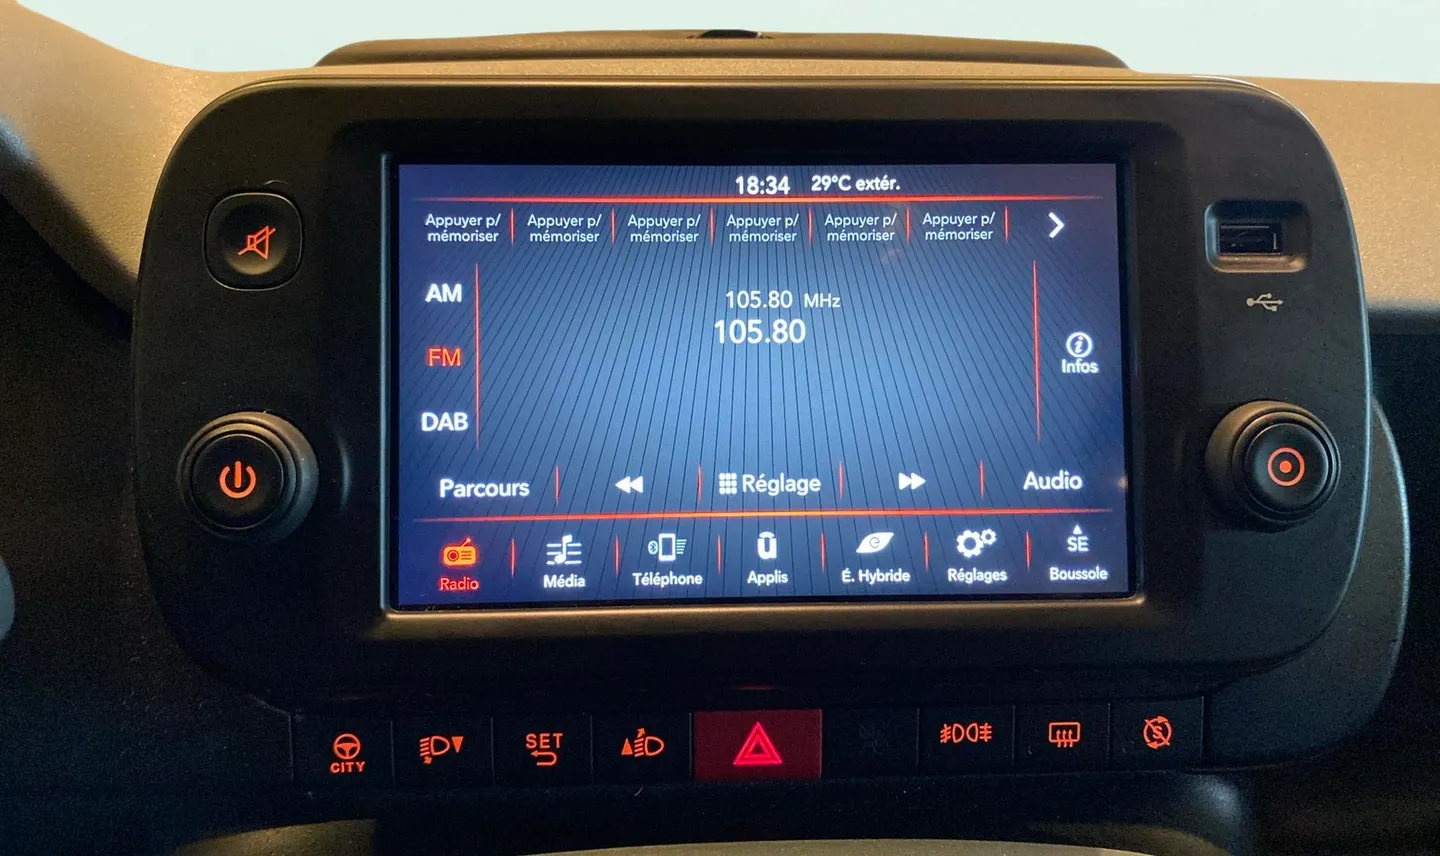 18:34 29°C extér.
Appuyer p/ Appuyer p/ Appuyer p/ Appuyer p/ Appuyer p/ Appuyer p/
mémoriser mémoriser mémoriser mémoriser mémoriser mémoriser
AM
105.80 MHz
105.80
FM
Infos
DAB
Parcours Réglage Audio
SE
Radio Média Téléphone Applis É. Hybride Réglages Boussole
CITY SET